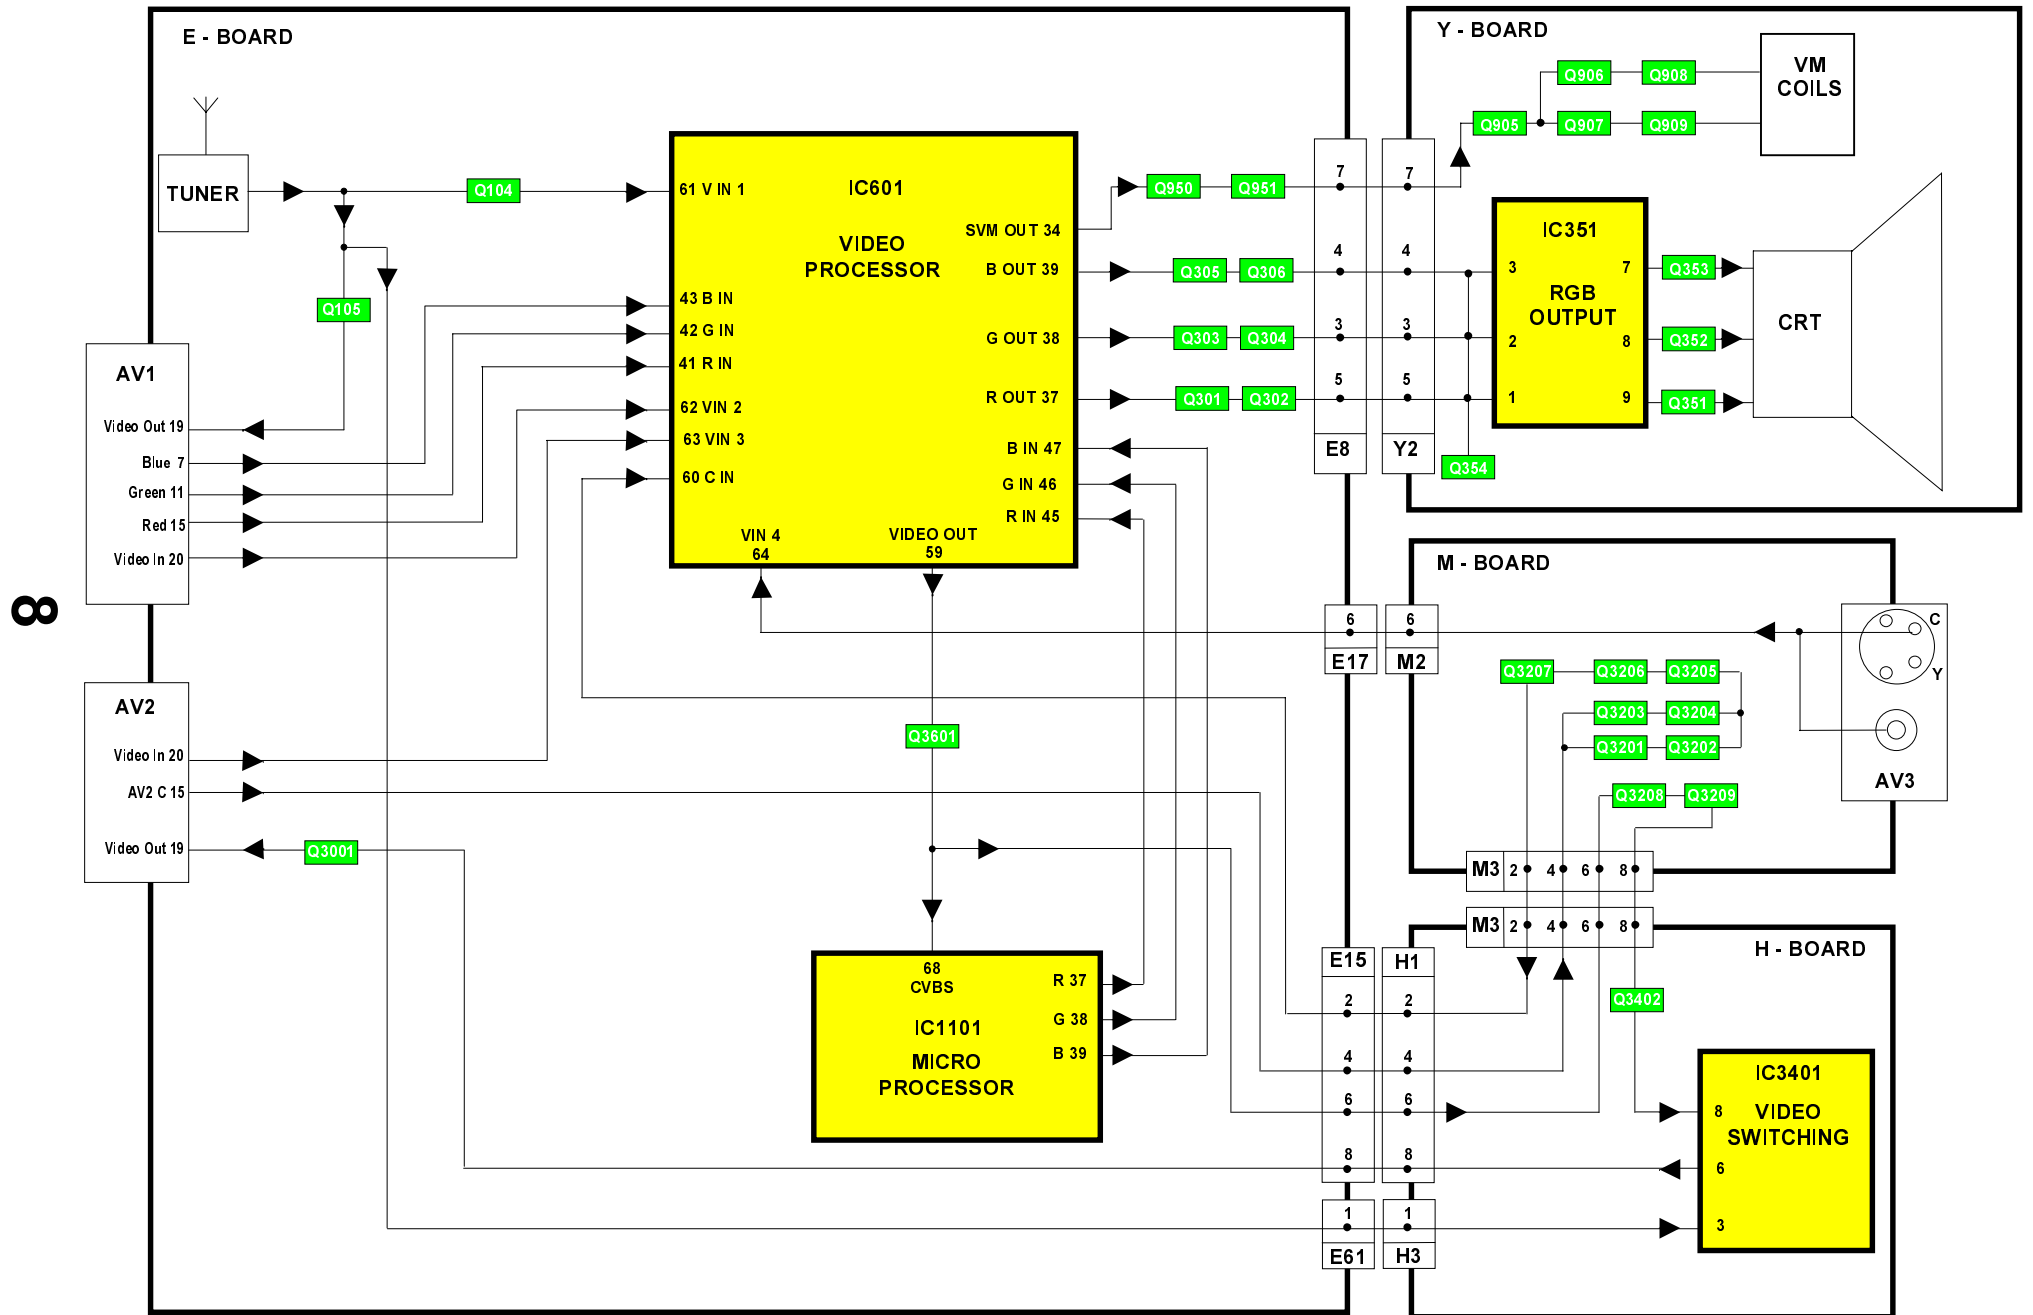 E - BOARD
TUNER
Q104
Q105
AV1
Video Out 19
Blue 7
Green 11
Red 15
Video In 20
8
AV2
Video In 20
AV2 C 15
Video Out 19
Q3001
61 V IN 1
IC601
VIDEO
PROCESSOR
43 B IN
42 G IN
41 R IN
62 VIN 2
63 VIN 3
60 C IN
VIN 4
64
VIDEO OUT
59
SVM OUT 34
B OUT 39
G OUT 38
R OUT 37
B IN 47
G IN 46
R IN 45
Q950
Q951
Q305
Q306
Q303
Q304
Q301
Q302
Q3601
68
CVBS
IC1101
MICRO
PROCESSOR
R 37
G 38
B 39
7
4
3
5
E8
7
4
3
5
Y2
Y - BOARD
Q906
Q908
Q905
Q907
Q909
VM
COILS
IC351
RGB
OUTPUT
3
2
1
7
8
9
Q353
Q352
Q351
Q354
CRT
M - BOARD
6
E17
6
M2
C
Y
AV3
Q3207
Q3206
Q3205
Q3203
Q3204
Q3201
Q3202
Q3208
Q3209
M3 2 4 6 8
M3 2 4 6 8
H - BOARD
E15
2
4
6
8
H1
2
4
6
8
1
E61
1
H3
Q3402
IC3401
VIDEO
SWITCHING
8
6
3